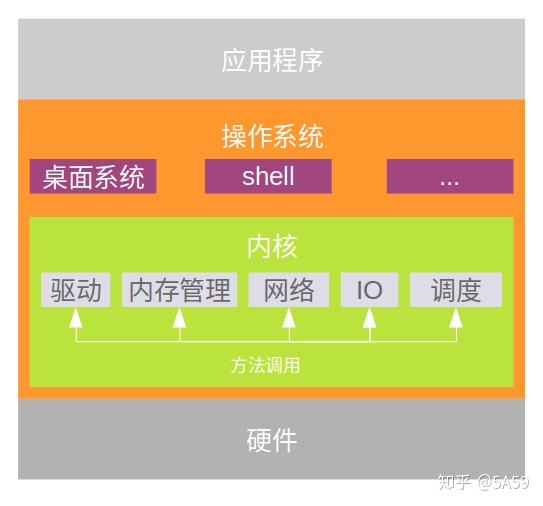 应用程序
操作系统
桌面系统 shell ...
内核
驱动 内存管理 网络 IO 调度
方法调用
硬件
知乎 @5A59